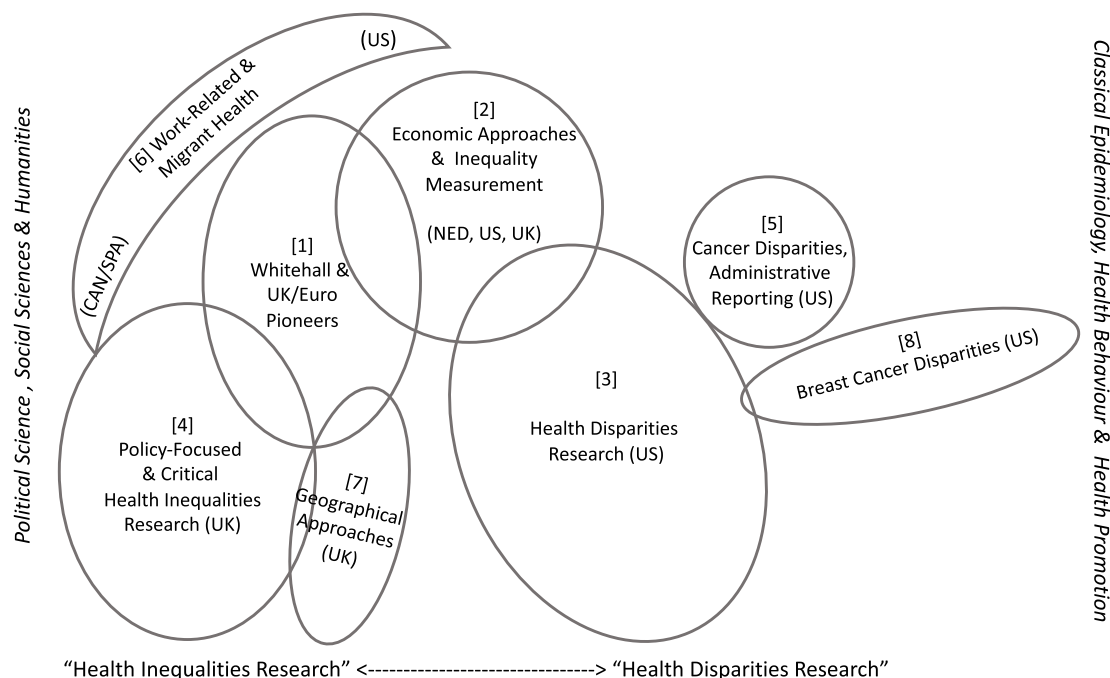 Political Science , Social Sciences & Humanities
(US)
[6] Work-Related &
Migrant Health
(CAN/SPA)
[2]
Economic Approaches
& Inequality
Measurement
(NED, US, UK)
[1]
Whitehall &
UK/Euro
Pioneers
[5]
Cancer Disparities,
Administrative
Reporting (US)
[8]
Breast Cancer Disparities (US)
[3]
Health Disparities
Research (US)
[4]
Policy-Focused
& Critical
Health Inequalities
Research (UK)
[7]
Geographical
Approaches
(UK)
Classical Epidemiology, Health Behaviour & Health Promotion
“Health Inequalities Research” <------------------------------> “Health Disparities Research”